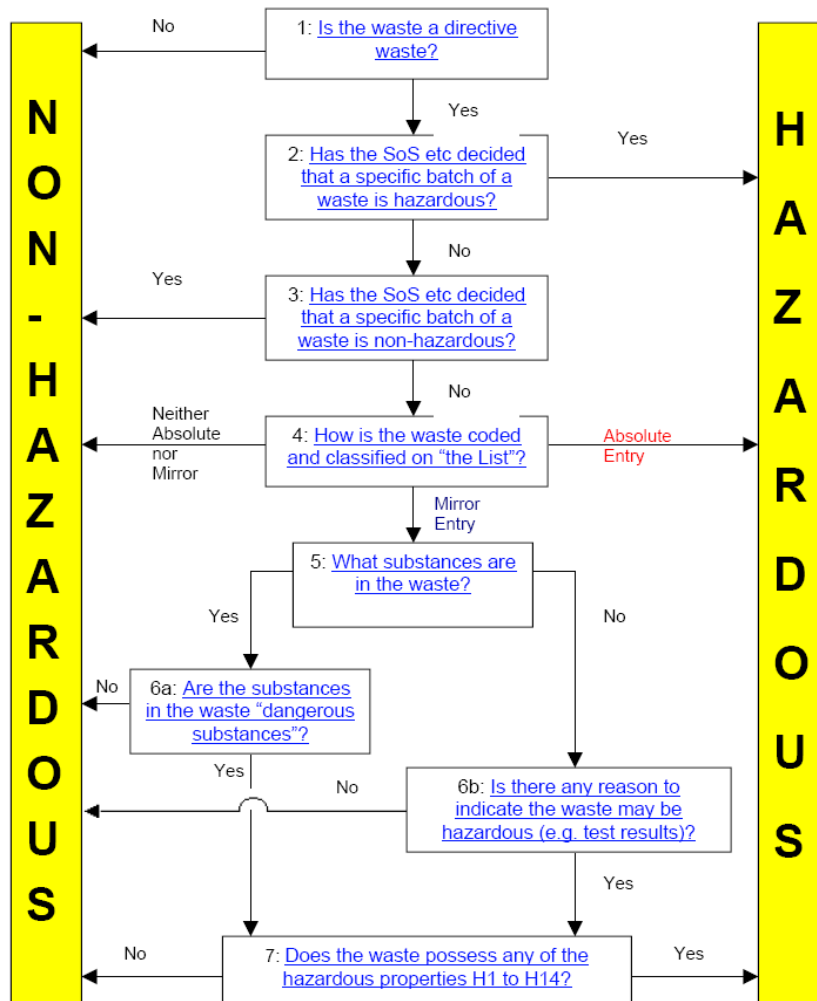 No
1: Is the waste a directive
waste?
Yes
2: Has the SoS etc decided
that a specific batch of a
waste is hazardous?
Yes
No
Yes
3: Has the SoS etc decided
that a specific batch of a
waste is non-hazardous?
No
Neither
Absolute
nor
Mirror
4: How is the waste coded
and classified on “the List”?
Absolute
Entry
Mirror
Entry
5: What substances are
in the waste?
Yes
No
No
6a: Are the substances
in the waste “dangerous
substances”?
Yes
No
6b: Is there any reason to
indicate the waste may be
hazardous (e.g. test results)?
Yes
No
7: Does the waste possess any of the
hazardous properties H1 to H14?
Yes
NON-HAZARDOUS
HAZARDOUS